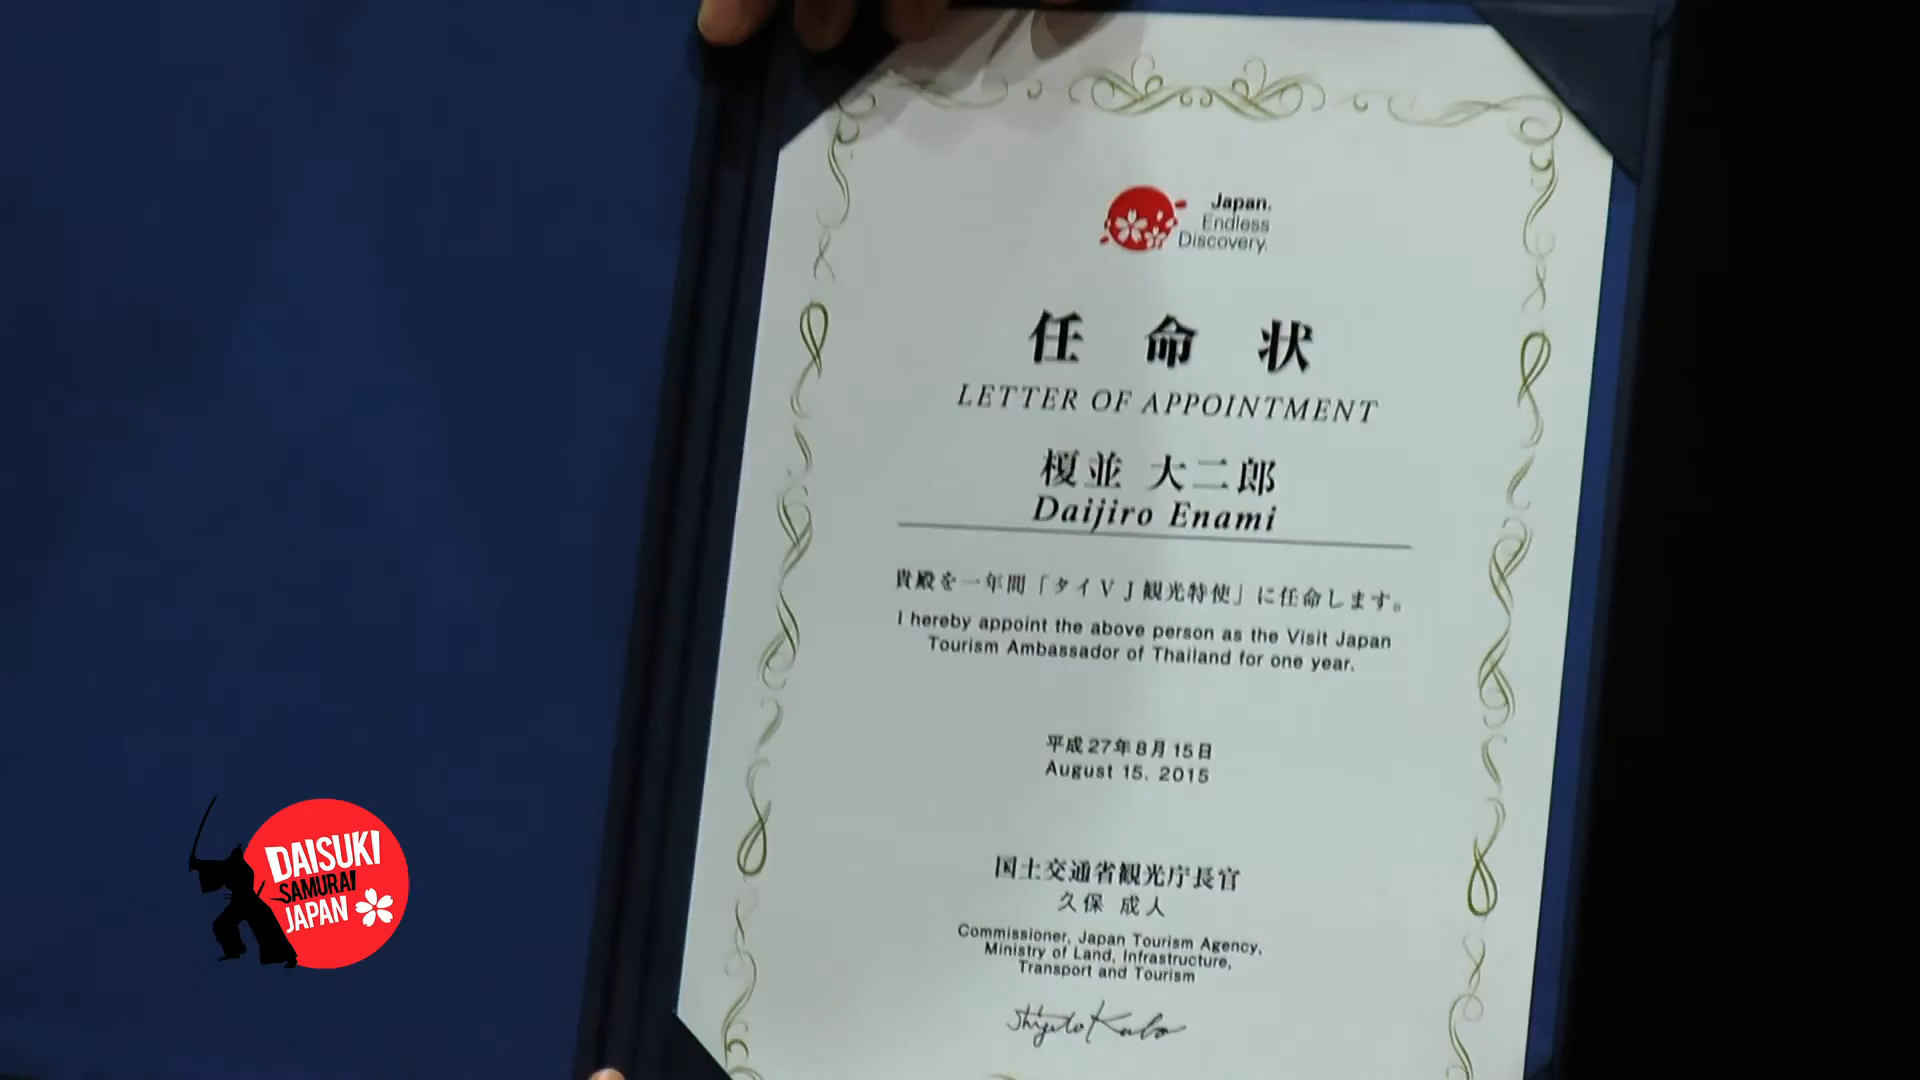 Japan.
Endless
Discovery.
任命状
LETTER OF APPOINTMENT
榎並 大二郎
Daijiro Enami
貴殿を一年間「タイVJ観光特使」に任命します。
I hereby appoint the above person as the Visit Japan
Tourism Ambassador of Thailand for one year.
平成27年8月15日
August 15, 2015
国土交通省観光庁長官
久保 成人
Commissioner, Japan Tourism Agency,
Ministry of Land, Infrastructure,
Transport and Tourism
Shigeto Kubo
DAISUKI
SAMURAI
JAPAN